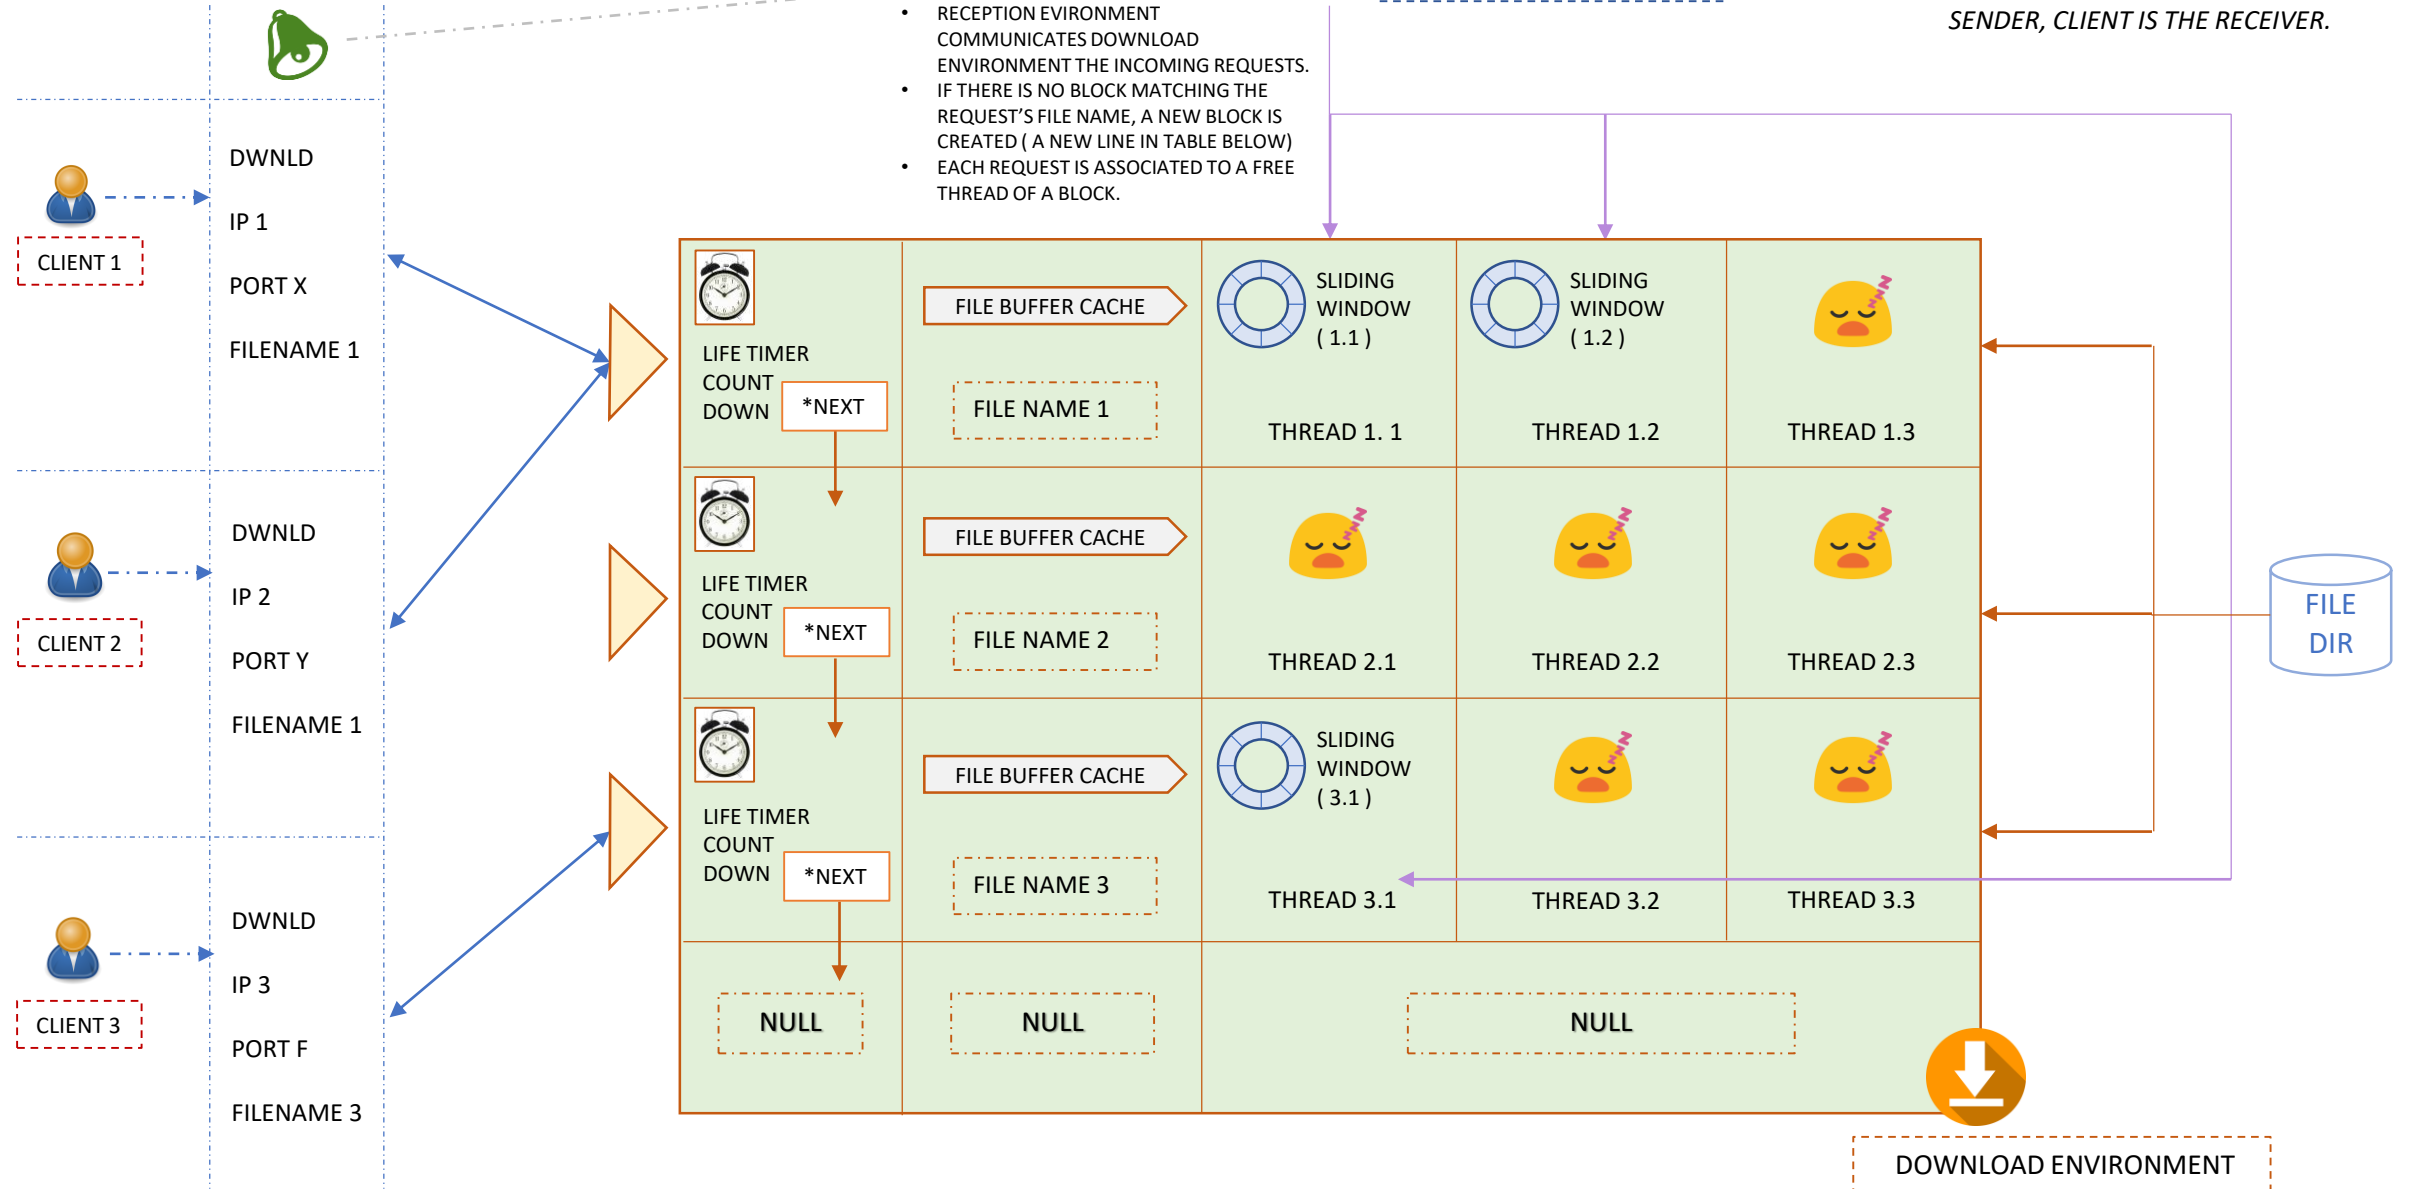 • RECEPTION EVIRONMENT
COMMUNICATES DOWNLOAD
ENVIRONMENT THE INCOMING REQUESTS.
• IF THERE IS NO BLOCK MATCHING THE
REQUEST'S FILE NAME, A NEW BLOCK IS
CREATED ( A NEW LINE IN TABLE BELOW)
• EACH REQUEST IS ASSOCIATED TO A FREE
THREAD OF A BLOCK.
SENDER, CLIENT IS THE RECEIVER.
CLIENT 1
DWNLD
IP 1
PORT X
FILENAME 1
CLIENT 2
DWNLD
IP 2
PORT Y
FILENAME 1
CLIENT 3
DWNLD
IP 3
PORT F
FILENAME 3
LIFE TIMER
COUNT
DOWN
*NEXT
FILE BUFFER CACHE
FILE NAME 1
SLIDING
WINDOW
( 1.1 )
THREAD 1. 1
SLIDING
WINDOW
( 1.2 )
THREAD 1.2
THREAD 1.3
LIFE TIMER
COUNT
DOWN
*NEXT
FILE BUFFER CACHE
FILE NAME 2
THREAD 2.1
THREAD 2.2
THREAD 2.3
LIFE TIMER
COUNT
DOWN
*NEXT
FILE BUFFER CACHE
FILE NAME 3
SLIDING
WINDOW
( 3.1 )
THREAD 3.1
THREAD 3.2
THREAD 3.3
NULL
NULL
NULL
FILE
DIR
DOWNLOAD ENVIRONMENT